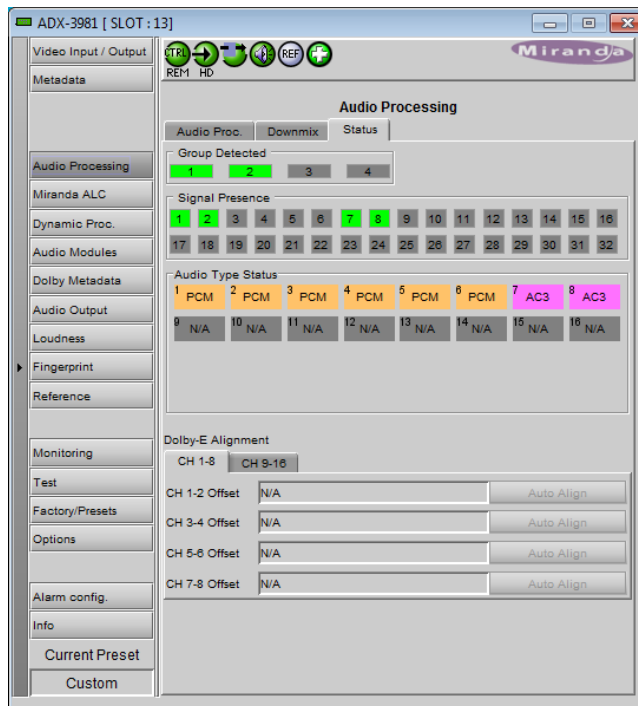 ADX-3981 [ SLOT : 13]
Video Input / Output
Metadata
Audio Processing
Miranda ALC
Dynamic Proc.
Audio Modules
Dolby Metadata
Audio Output
Loudness
Fingerprint
Reference
Monitoring
Test
Factory/Presets
Options
Alarm config.
Info
Current Preset
Custom
CTRL REF
REM HD
Miranda
Audio Processing
Audio Proc. Downmix Status
Group Detected
1 2 3 4
Signal Presence
1 2 3 4 5 6 7 8 9 10 11 12 13 14 15 16
17 18 19 20 21 22 23 24 25 26 27 28 29 30 31 32
Audio Type Status
1 PCM 2 PCM 3 PCM 4 PCM 5 PCM 6 PCM 7 AC3 8 AC3
9 N/A 10 N/A 11 N/A 12 N/A 13 N/A 14 N/A 15 N/A 16 N/A
Dolby-E Alignment
CH 1-8 CH 9-16
CH 1-2 Offset N/A Auto Align
CH 3-4 Offset N/A Auto Align
CH 5-6 Offset N/A Auto Align
CH 7-8 Offset N/A Auto Align